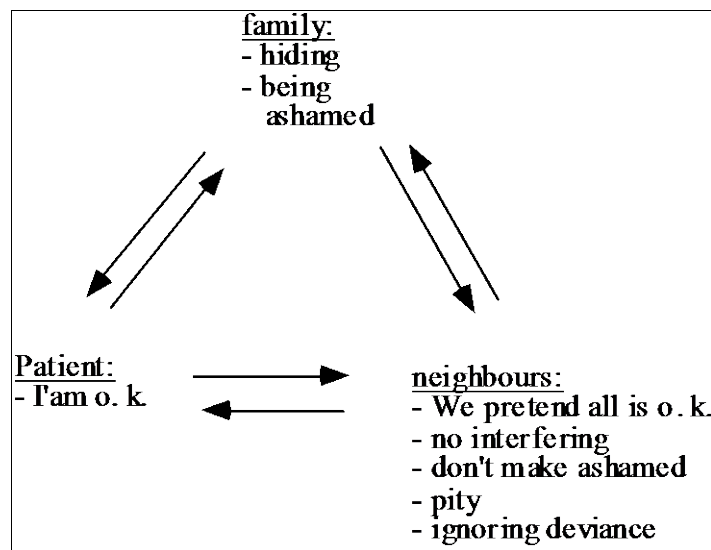 family:
- hiding
- being
ashamed
Patient:
- I'am o. k.
neighbours:
- We pretend all is o. k.
- no interfering
- don't make ashamed
- pity
- ignoring deviance